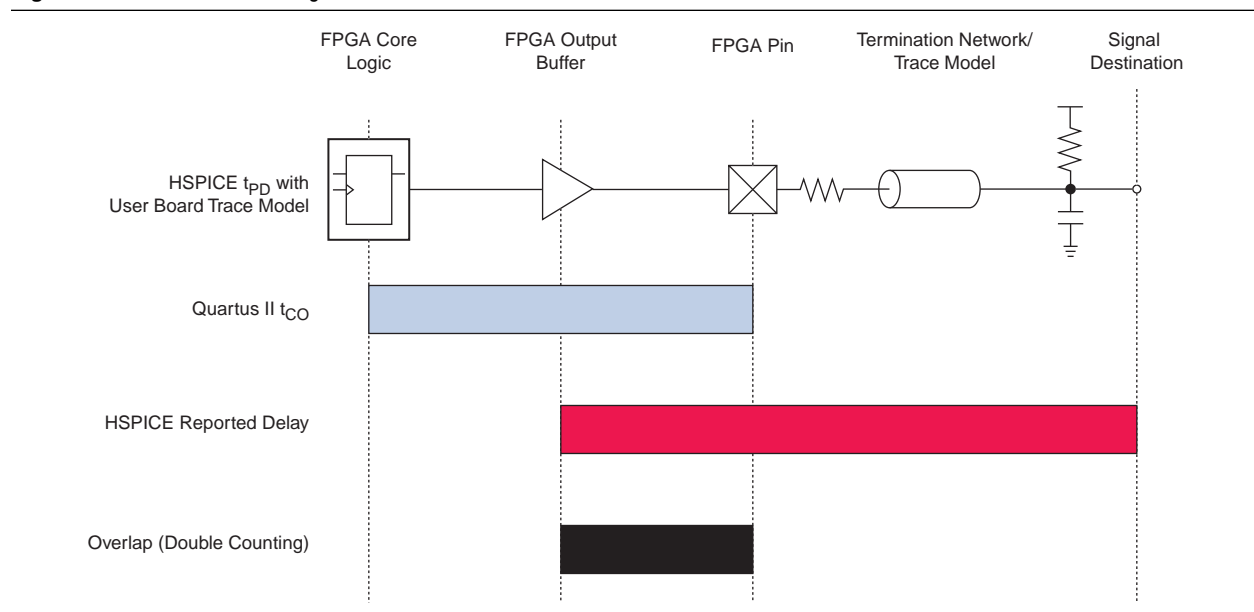 FPGA Core
Logic
FPGA Output
Buffer
FPGA Pin
Termination Network/
Trace Model
Signal
Destination
HSPICE tPD with
User Board Trace Model
Quartus II tCO
HSPICE Reported Delay
Overlap (Double Counting)